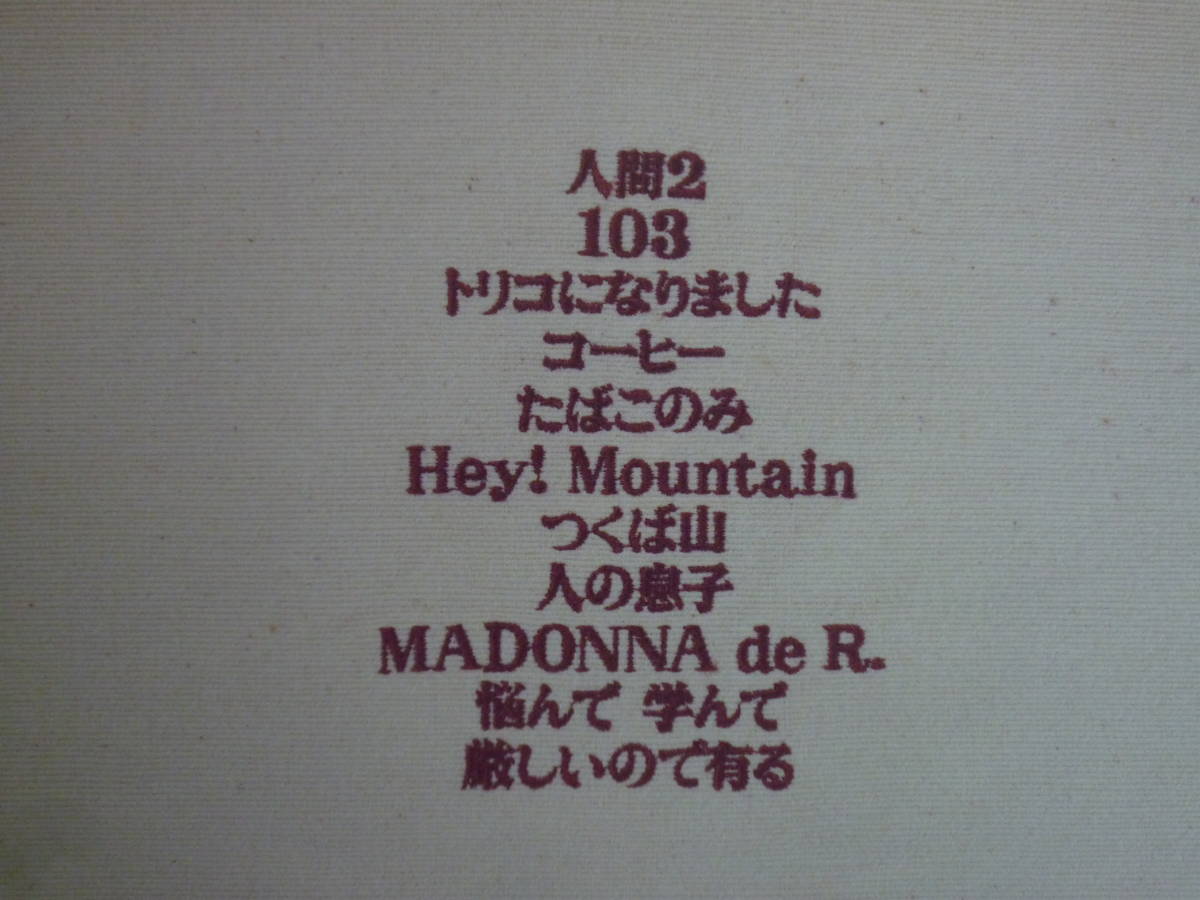 人間2
103
トリコになりました
コーヒー
たばこのみ
Hey! Mountain
つくば山
人の息子
MADONNA de R.
悩んで 学んで
厳しいので有る